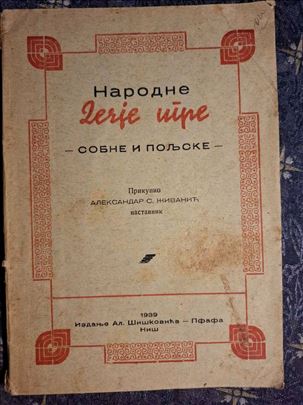 Народне
Дечје игре
— СОБНЕ И ПОЉСКЕ —
Прикупио
АЛЕКСАНДАР С. ЖИВАНИЋ
наставник
1939
Издање Ал. Шишковића — Пфафа
Ниш